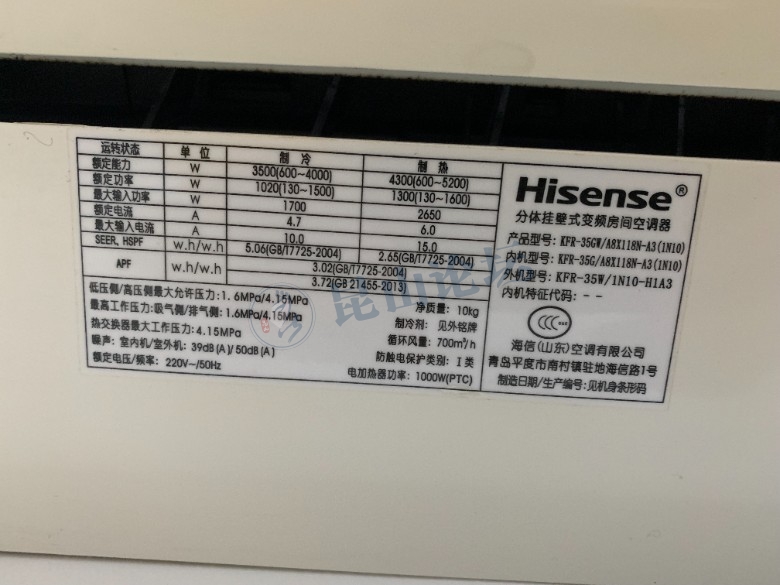 运转状态 单位 制冷 制热
额定能力 W 3500(600~4000) 4300(600~5200)
额定功率 W 1020(130~1500) 1300(130~1600)
最大输入功率 W 1700 2650
额定电流 A 4.7 6.0
最大输入电流 A 10.0 15.0
SEER, HSPF w.h/w.h 5.06(GB/T7725-2004) 2.65(GB/T7725-2004)
APF w.h/w.h 3.02(GB/T7725-2004)
3.72(GB 21455-2013)
低压侧/高压侧最大允许压力: 1.6MPa/4.15MPa
最高工作压力: 吸气侧/排气侧: 1.6MPa/4.15MPa
热交换器最大工作压力: 4.15MPa
噪声: 室内机/室外机: 39dB(A)/50dB(A)
额定电压/频率: 220V~/50Hz
净质量: 10kg
制冷剂: 见外铭牌
循环风量: 700m³/h
防触电保护类别: I类
电加热器功率: 1000W(PTC)
Hisense®
分体挂壁式变频房间空调器
产品型号: KFR-35GW/A8X118N-A3(1N10)
内机型号: KFR-35G/A8X118N-A3(1N10)
外机型号: KFR-35W/1N10-H1A3
内机特征代码: --
CCC
海信(山东)空调有限公司
青岛平度市南村镇驻地海信路1号
制造日期/生产编号: 见机身条形码
昆山论坛